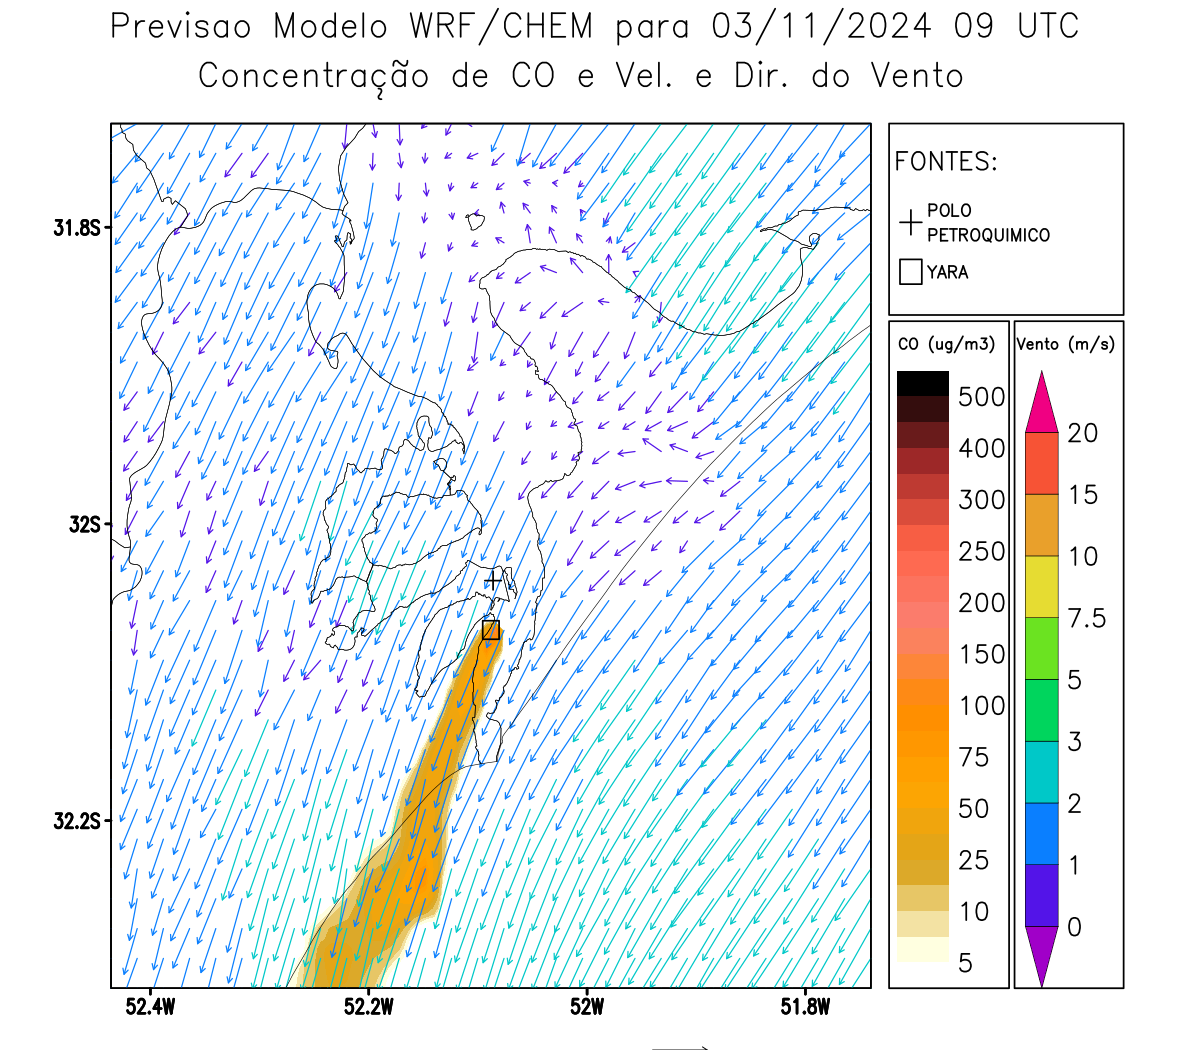 Previsao Modelo WRF/CHEM para 03/11/2024 09 UTC
Concentração de CO e Vel. e Dir. do Vento
FONTES:
POLO
PETROQUIMICO
YARA
CO (ug/m3)
500
400
300
250
200
150
100
75
50
25
10
5
Vento (m/s)
20
15
10
7.5
5
3
2
1
0
31.8S
32S
32.2S
52.4W
52.2W
52W
51.8W